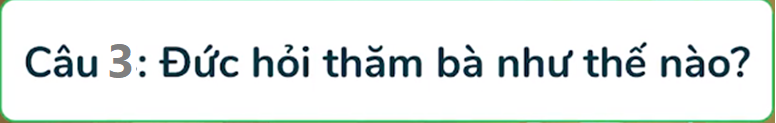 Câu 3: Đức hỏi thăm bà như thế nào?